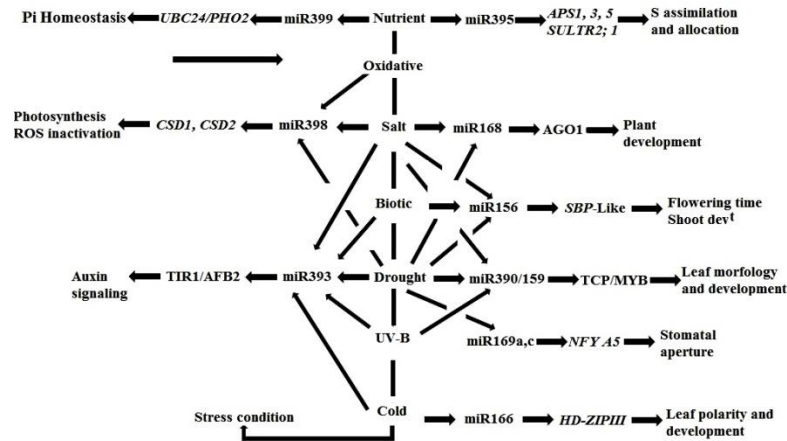 Pi Homeostasis UBC24/PHO2 miR399 Nutrient miR395 APS1, 3, 5 S assimilation
SULTR2; 1 and allocation
Oxidative
Photosynthesis
ROS inactivation CSD1, CSD2 miR398 Salt miR168 AGO1 Plant
development
Biotic miR156 SBP-Like Flowering time
Shoot devᵗ
Auxin
signaling TIR1/AFB2 miR393 Drought miR390/159 TCP/MYB Leaf morfology
and development
UV-B miR169a,c NFY A5 Stomatal
aperture
Cold
Stress condition miR166 HD-ZIPIII Leaf polarity and
development